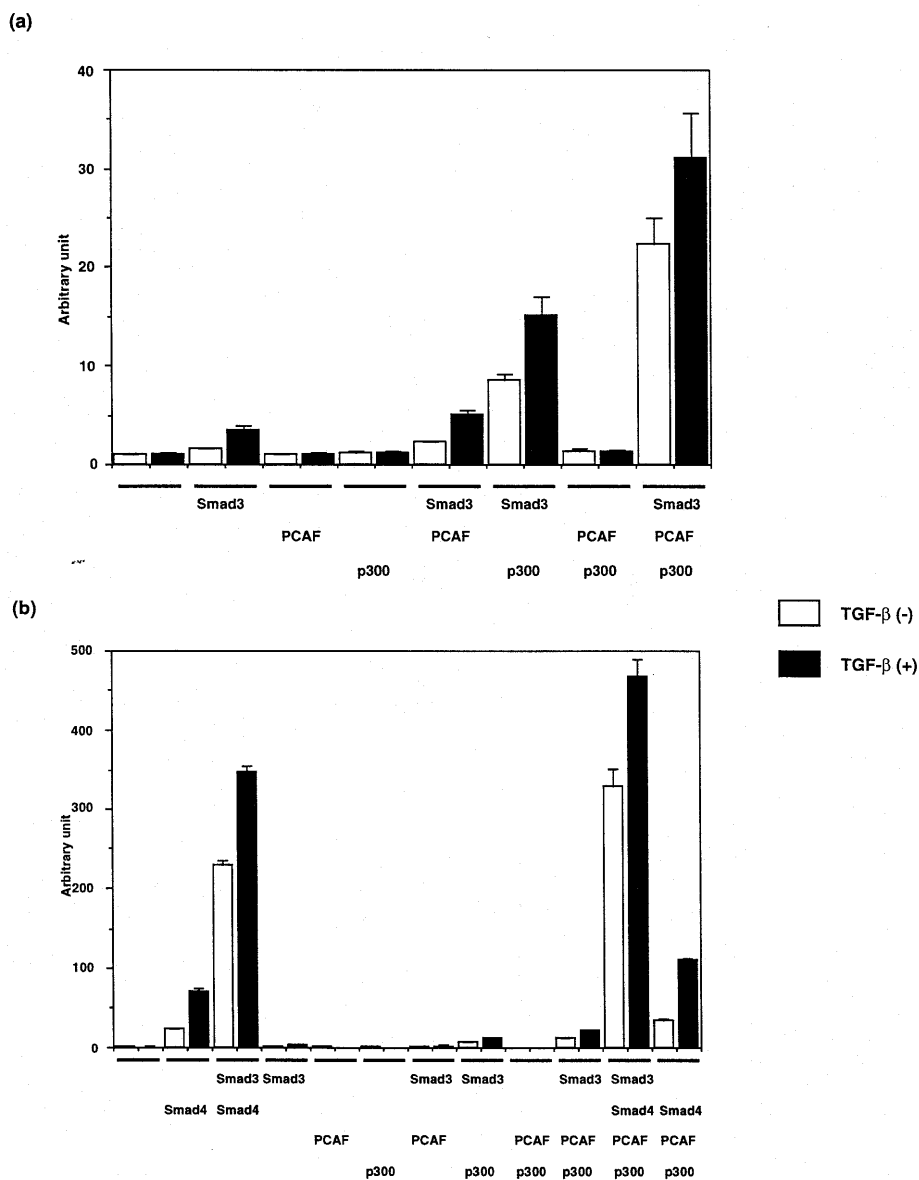 (a)
40
30
20
10
0
Arbitrary unit
Smad3 Smad3 Smad3 Smad3
PCAF PCAF PCAF PCAF
p300 p300 p300 p300
(b)
TGF-β (-)
TGF-β (+)
500
400
300
200
100
0
Arbitrary unit
Smad3 Smad3 Smad3 Smad3 Smad3 Smad3
Smad4 Smad4 Smad4 Smad4
PCAF PCAF PCAF PCAF PCAF PCAF
p300 p300 p300 p300 p300 p300